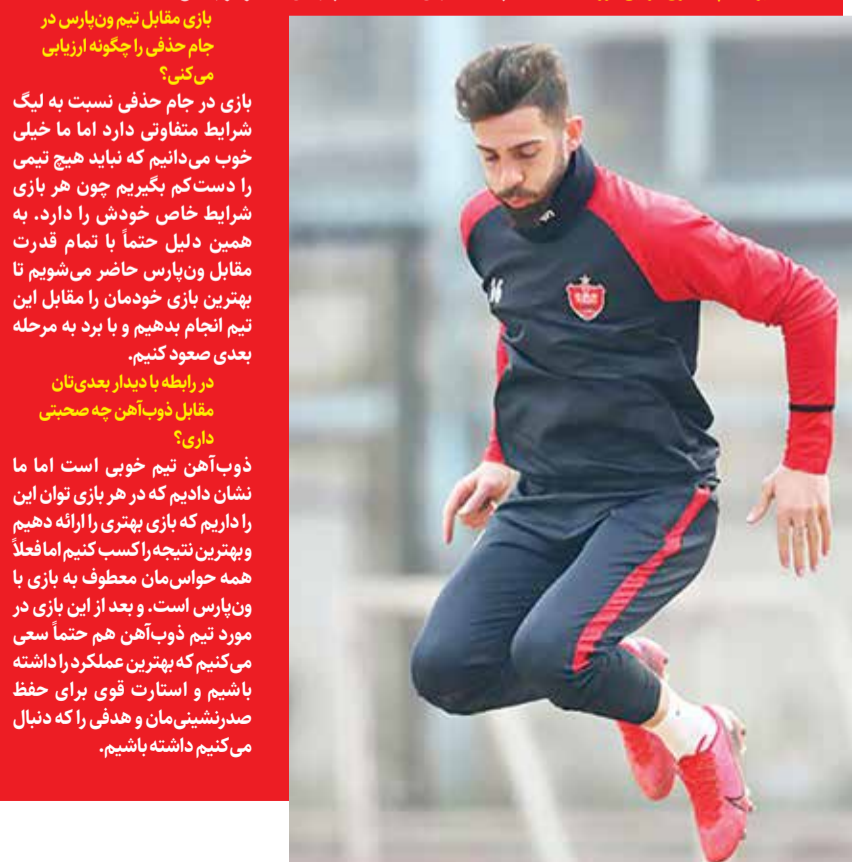 بازی مقابل تیم ون‌پارس در
جام حذفی را چگونه ارزیابی
می‌کنی؟
بازی در جام حذفی نسبت به لیگ
شرایط متفاوتی دارد اما ما خیلی
خوب می‌دانیم که نباید هیچ تیمی
را دست‌کم بگیریم چون هر بازی
شرایط خاص خودش را دارد. به
همین دلیل حتماً با تمام قدرت
مقابل ون‌پارس حاضر می‌شویم تا
بهترین بازی خودمان را مقابل این
تیم انجام بدهیم و با برد به مرحله
بعدی صعود کنیم.
در رابطه با دیدار بعدی‌تان
مقابل ذوب‌آهن چه صحبتی
داری؟
ذوب‌آهن تیم خوبی است اما ما
نشان دادیم که در هر بازی توان این
را داریم که بازی بهتری را ارائه دهیم
و بهترین نتیجه را کسب کنیم اما فعلاً
همه حواس‌مان معطوف به بازی با
ون‌پارس است. و بعد از این بازی در
مورد تیم ذوب‌آهن هم حتماً سعی
می‌کنیم که بهترین عملکرد را داشته
باشیم و استارت قوی برای حفظ
صدرنشینی‌مان و هدفی را که دنبال
می‌کنیم داشته باشیم.